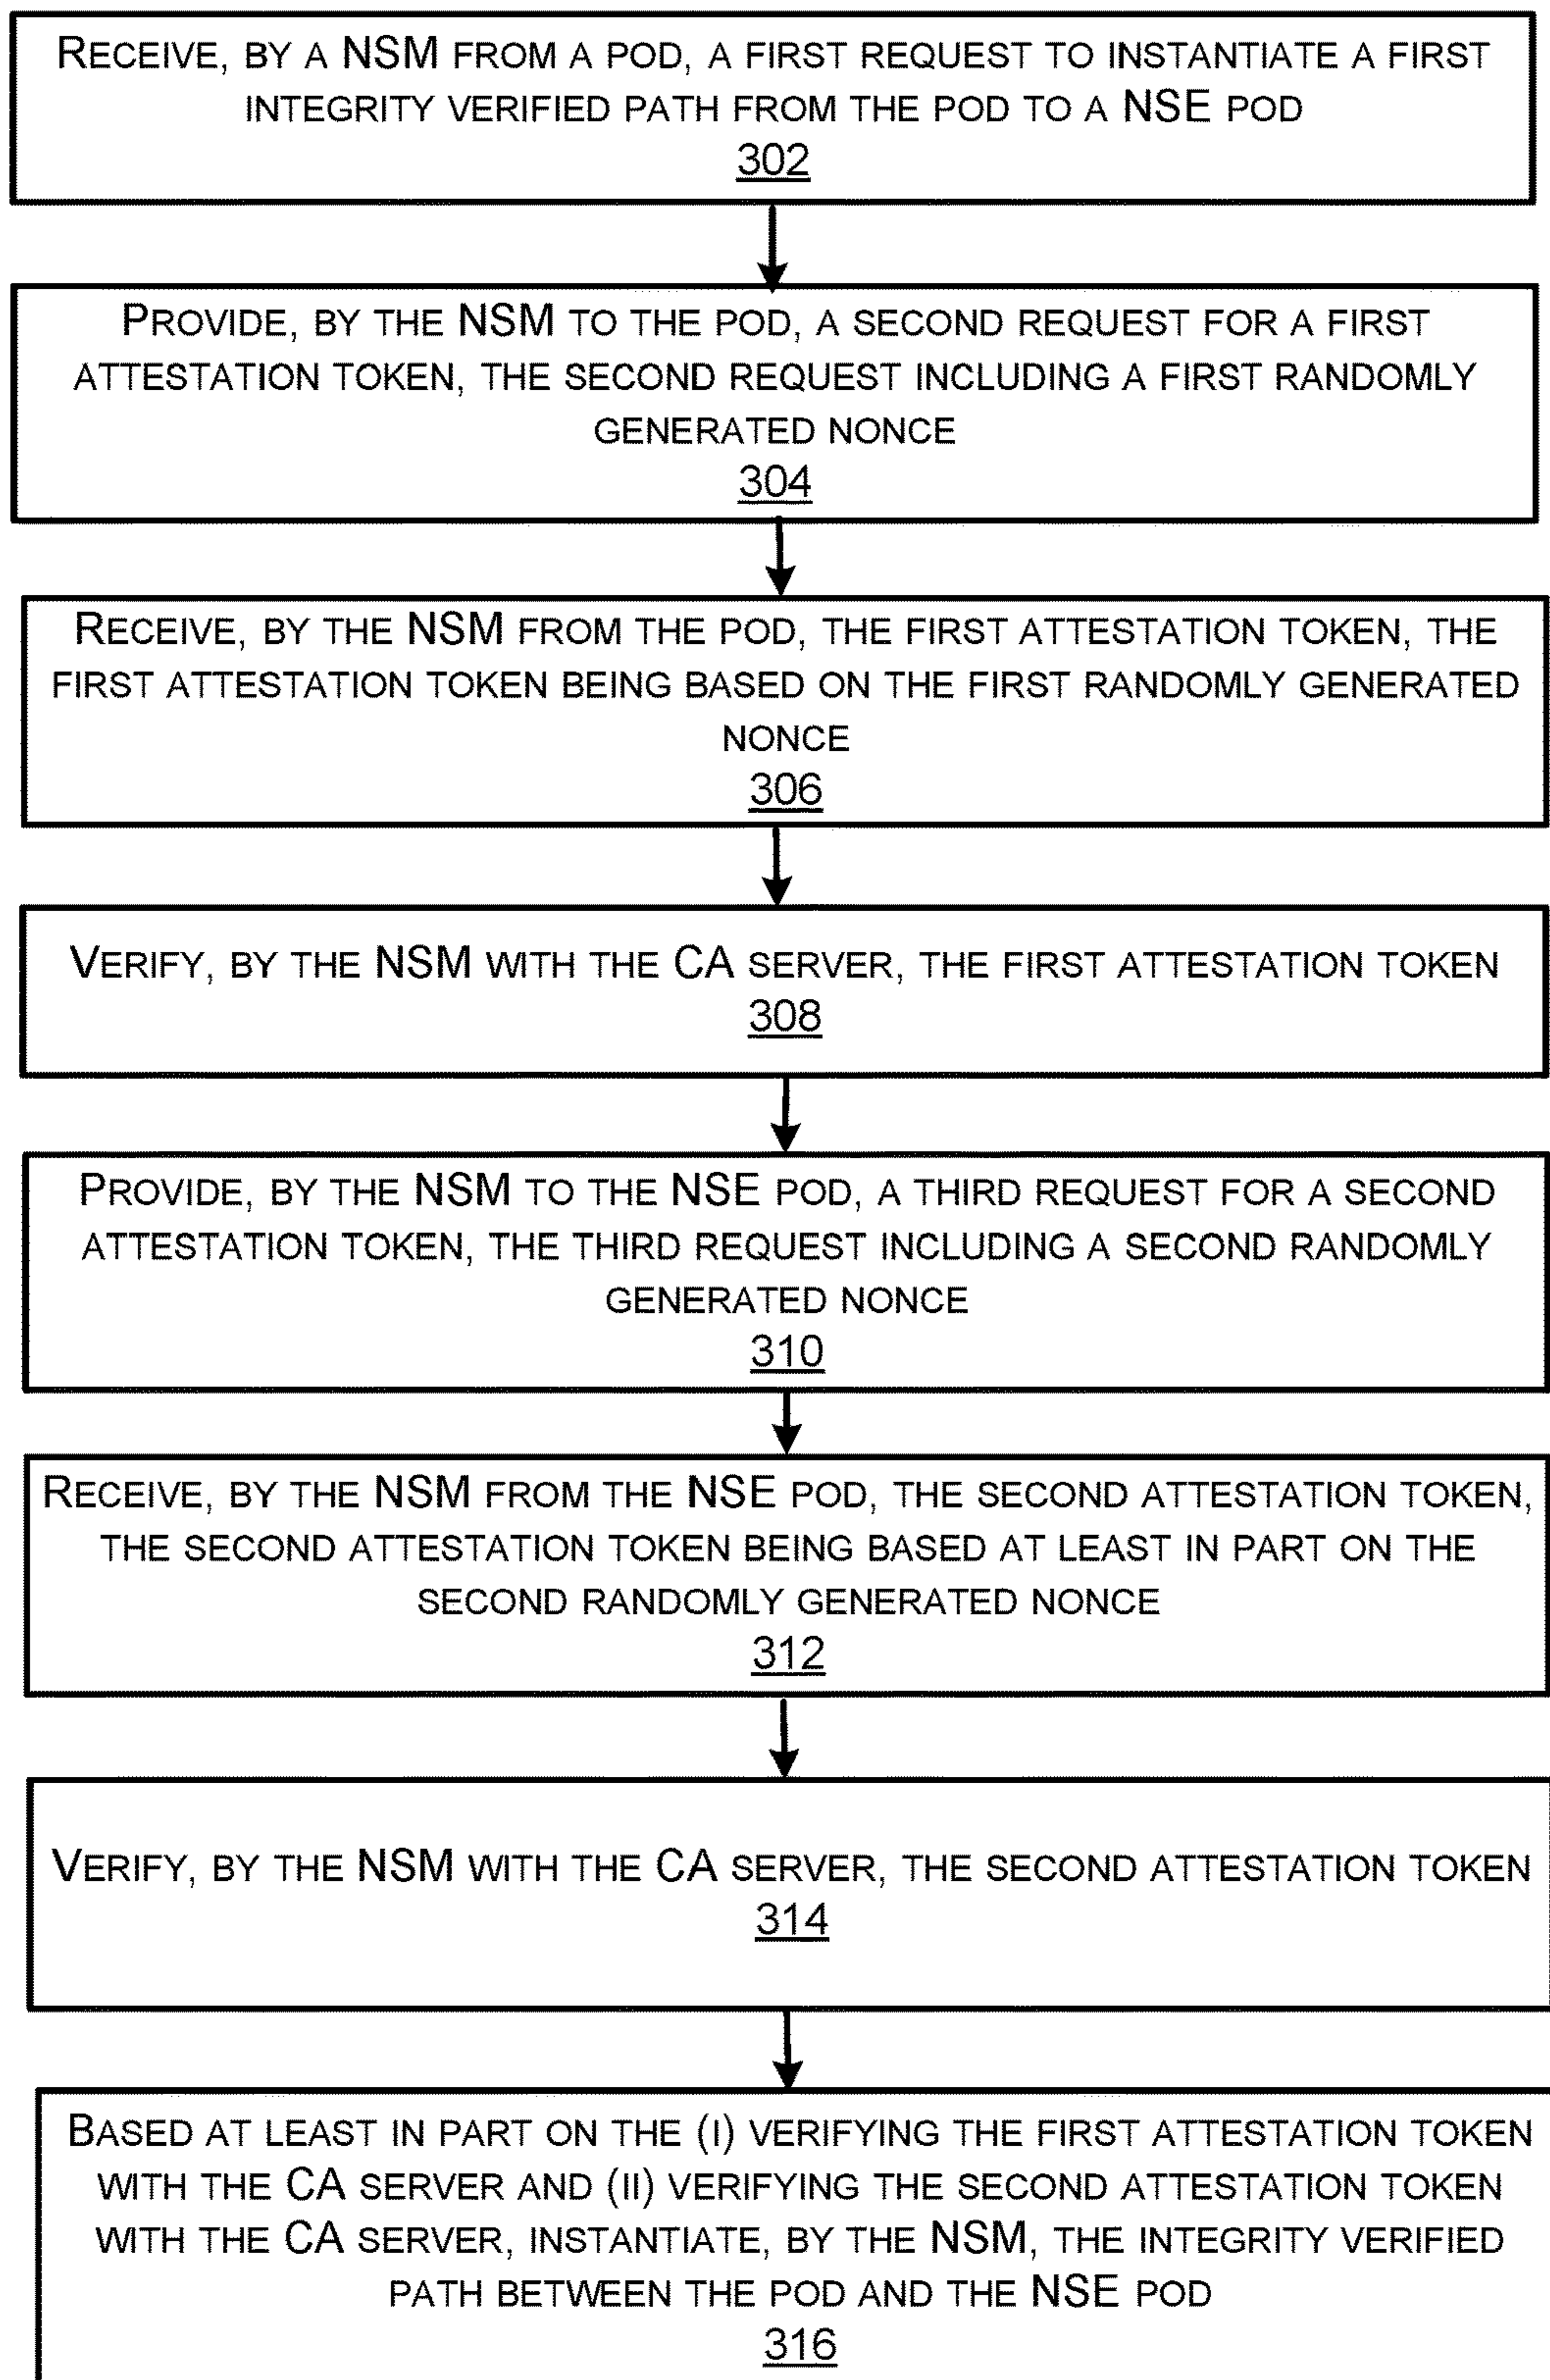 RECEIVE, BY A NSM FROM A POD, A FIRST REQUEST TO INSTANTIATE A FIRST
INTEGRITY VERIFIED PATH FROM THE POD TO A NSE POD
302
PROVIDE, BY THE NSM TO THE POD, A SECOND REQUEST FOR A FIRST
ATTESTATION TOKEN, THE SECOND REQUEST INCLUDING A FIRST RANDOMLY
GENERATED NONCE
304
RECEIVE, BY THE NSM FROM THE POD, THE FIRST ATTESTATION TOKEN, THE
FIRST ATTESTATION TOKEN BEING BASED ON THE FIRST RANDOMLY GENERATED
NONCE
306
VERIFY, BY THE NSM WITH THE CA SERVER, THE FIRST ATTESTATION TOKEN
308
PROVIDE, BY THE NSM TO THE NSE POD, A THIRD REQUEST FOR A SECOND
ATTESTATION TOKEN, THE THIRD REQUEST INCLUDING A SECOND RANDOMLY
GENERATED NONCE
310
RECEIVE, BY THE NSM FROM THE NSE POD, THE SECOND ATTESTATION TOKEN,
THE SECOND ATTESTATION TOKEN BEING BASED AT LEAST IN PART ON THE
SECOND RANDOMLY GENERATED NONCE
312
VERIFY, BY THE NSM WITH THE CA SERVER, THE SECOND ATTESTATION TOKEN
314
BASED AT LEAST IN PART ON THE (I) VERIFYING THE FIRST ATTESTATION TOKEN
WITH THE CA SERVER AND (II) VERIFYING THE SECOND ATTESTATION TOKEN
WITH THE CA SERVER, INSTANTIATE, BY THE NSM, THE INTEGRITY VERIFIED
PATH BETWEEN THE POD AND THE NSE POD
316